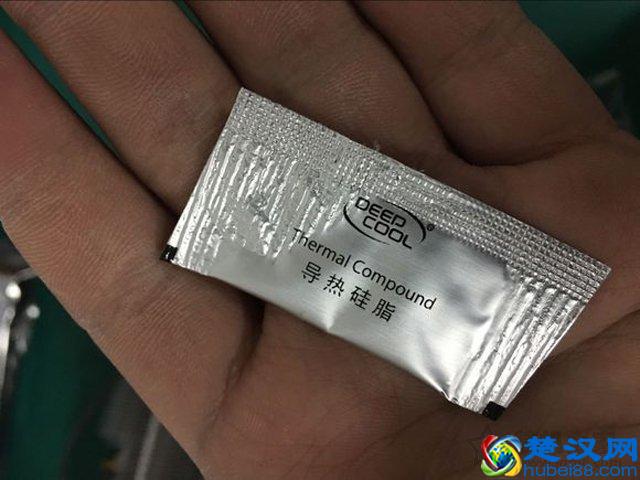 DEEP
COOL®
Thermal Compound
导热硅脂
楚汉网
hubei88.com